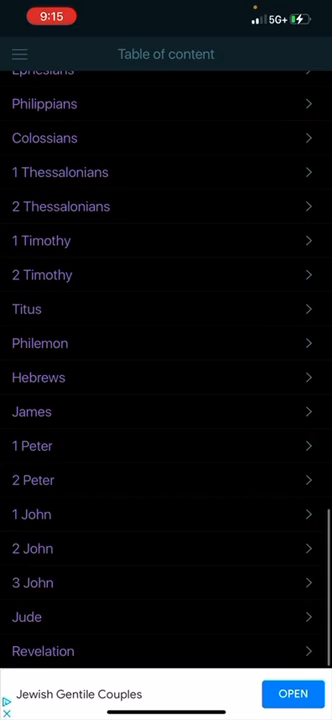 9:15
5G+
Table of content
Ephesians
Philippians
Colossians
1 Thessalonians
2 Thessalonians
1 Timothy
2 Timothy
Titus
Philemon
Hebrews
James
1 Peter
2 Peter
1 John
2 John
3 John
Jude
Revelation
Jewish Gentile Couples
OPEN